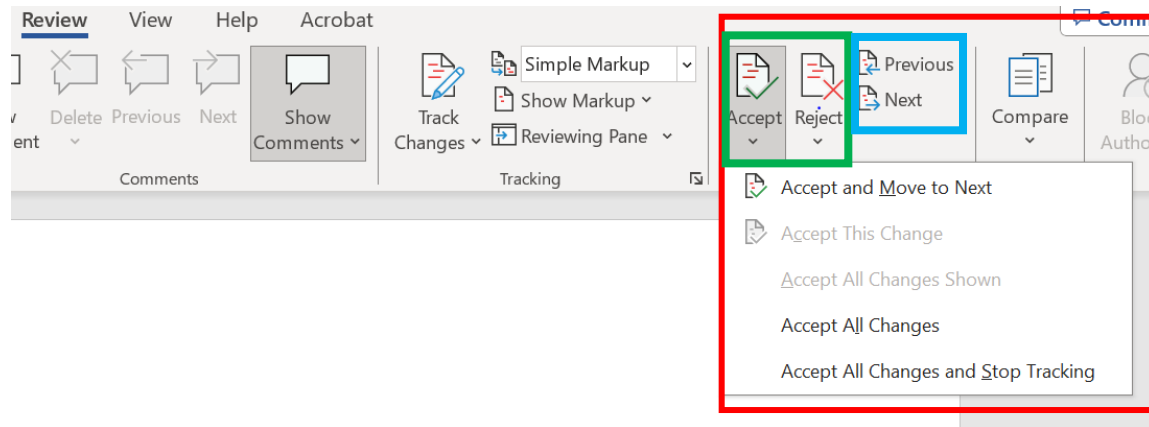 Review View Help Acrobat
Delete Previous Next
Show
Comments
Comments
Track
Changes
Simple Markup
Show Markup
Reviewing Pane
Tracking
Accept
Reject
Previous
Next
Compare
Accept and Move to Next
Accept This Change
Accept All Changes Shown
Accept All Changes
Accept All Changes and Stop Tracking